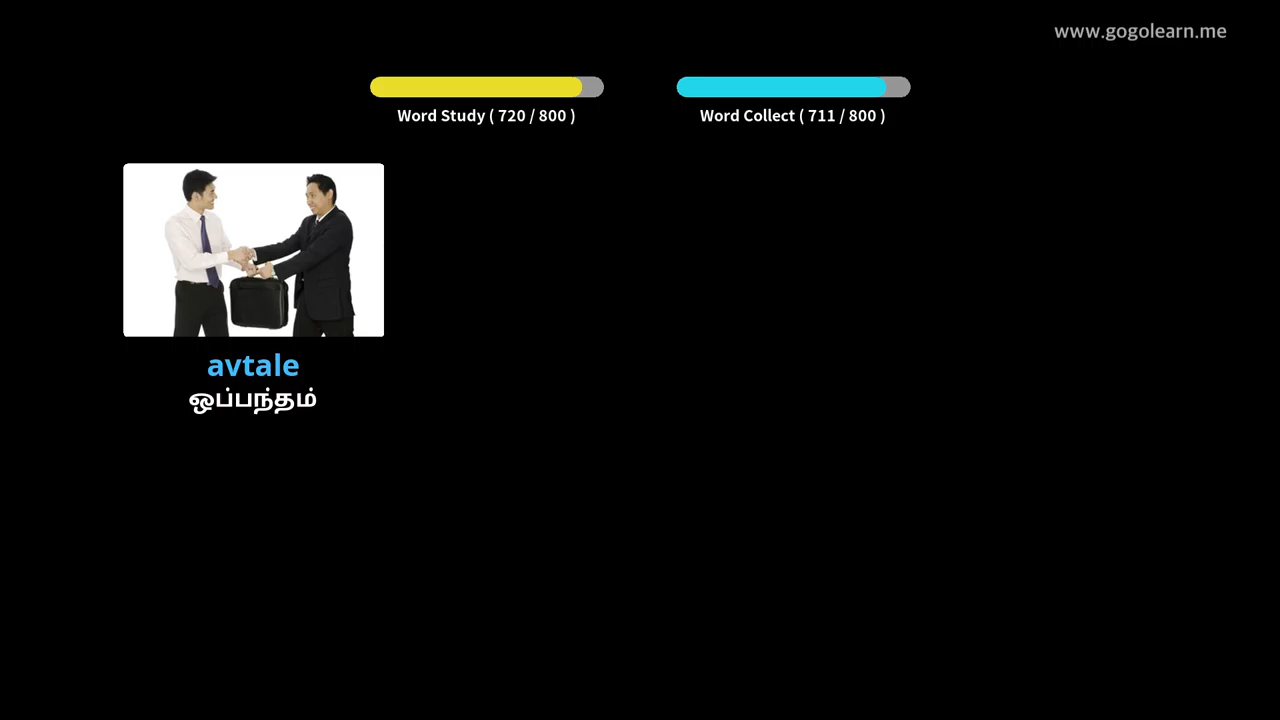 www.gogolearn.me
Word Study ( 720 / 800 )
Word Collect ( 711 / 800 )
avtale
ஒப்பந்தம்